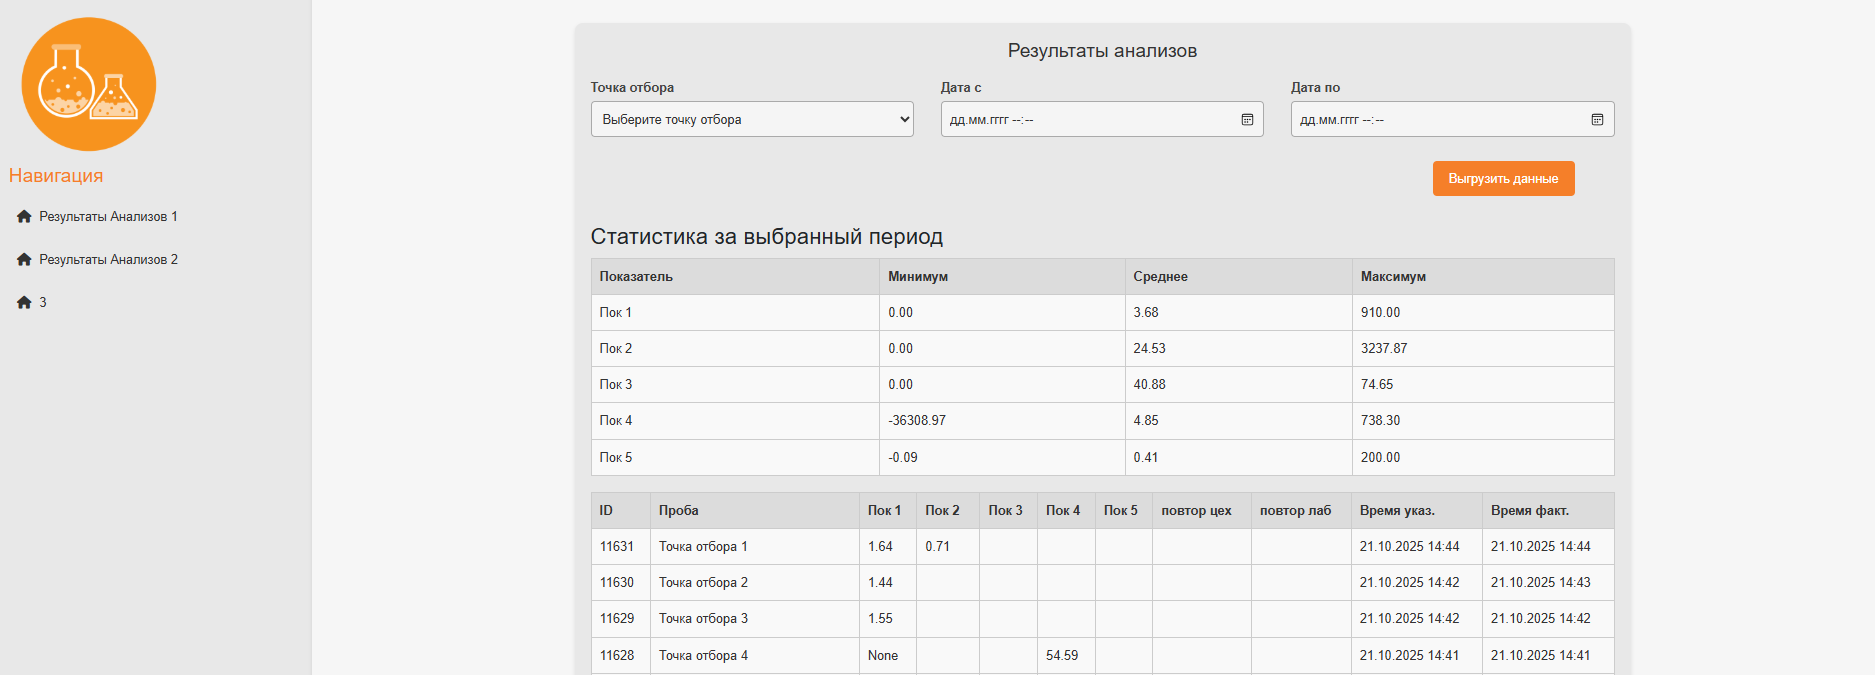 Навигация
Результаты Анализов 1
Результаты Анализов 2
3
Результаты анализов
Точка отбора Дата с Дата по
Выберите точку отбора дд.мм.гггг --:-- дд.мм.гггг --:--
Выгрузить данные
Статистика за выбранный период
Показатель Минимум Среднее Максимум
Пок 1 0.00 3.68 910.00
Пок 2 0.00 24.53 3237.87
Пок 3 0.00 40.88 74.65
Пок 4 -36308.97 4.85 738.30
Пок 5 -0.09 0.41 200.00
ID Проба Пок 1 Пок 2 Пок 3 Пок 4 Пок 5 повтор цех повтор лаб Время указ. Время факт.
11631 Точка отбора 1 1.64 0.71 21.10.2025 14:44 21.10.2025 14:44
11630 Точка отбора 2 1.44 21.10.2025 14:42 21.10.2025 14:43
11629 Точка отбора 3 1.55 21.10.2025 14:42 21.10.2025 14:42
11628 Точка отбора 4 None 54.59 21.10.2025 14:41 21.10.2025 14:41